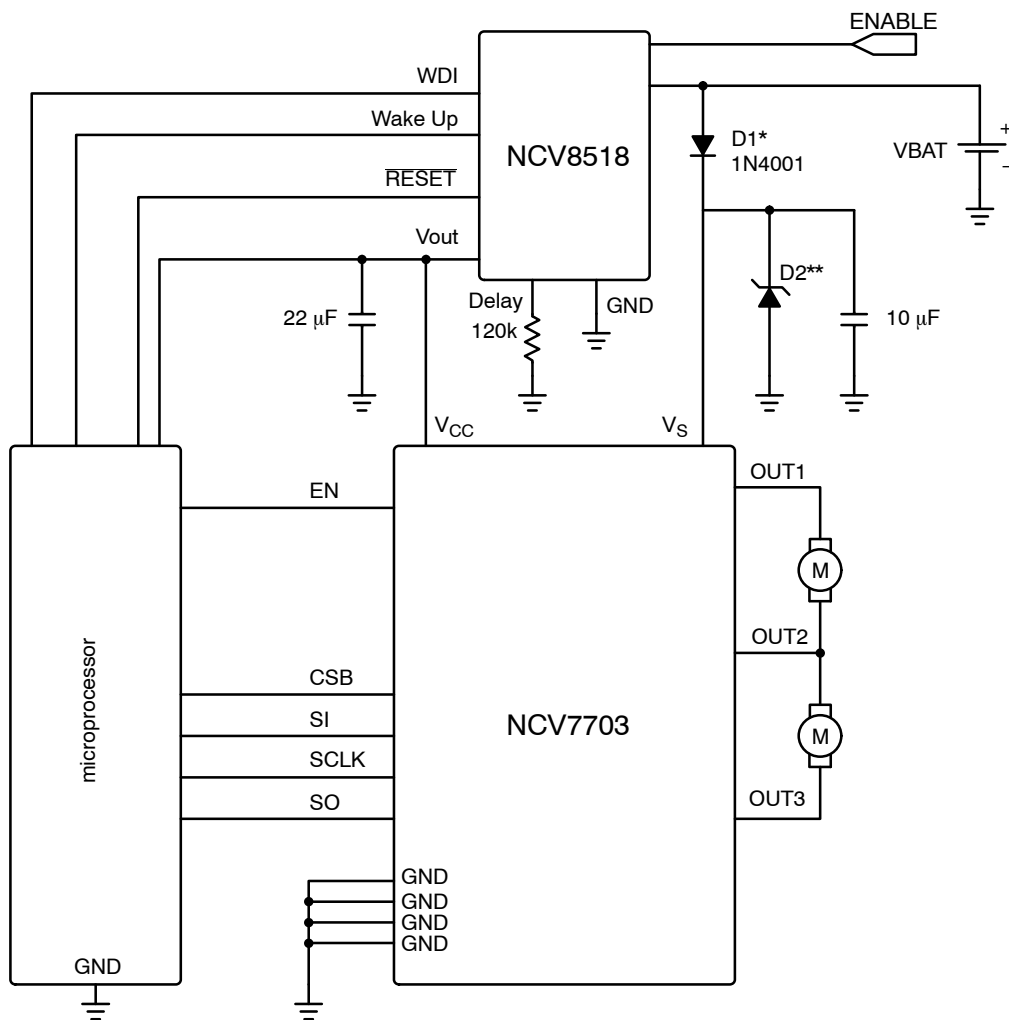 ENABLE
WDI
Wake Up
RESET
Vout
NCV8518
D1*
1N4001
VBAT
+
−
D2**
22 μF
Delay
120k
GND
10 μF
VCC
VS
EN
OUT1
M
OUT2
CSB
SI
SCLK
SO
microprocessor
NCV7703
M
OUT3
GND
GND
GND
GND
GND